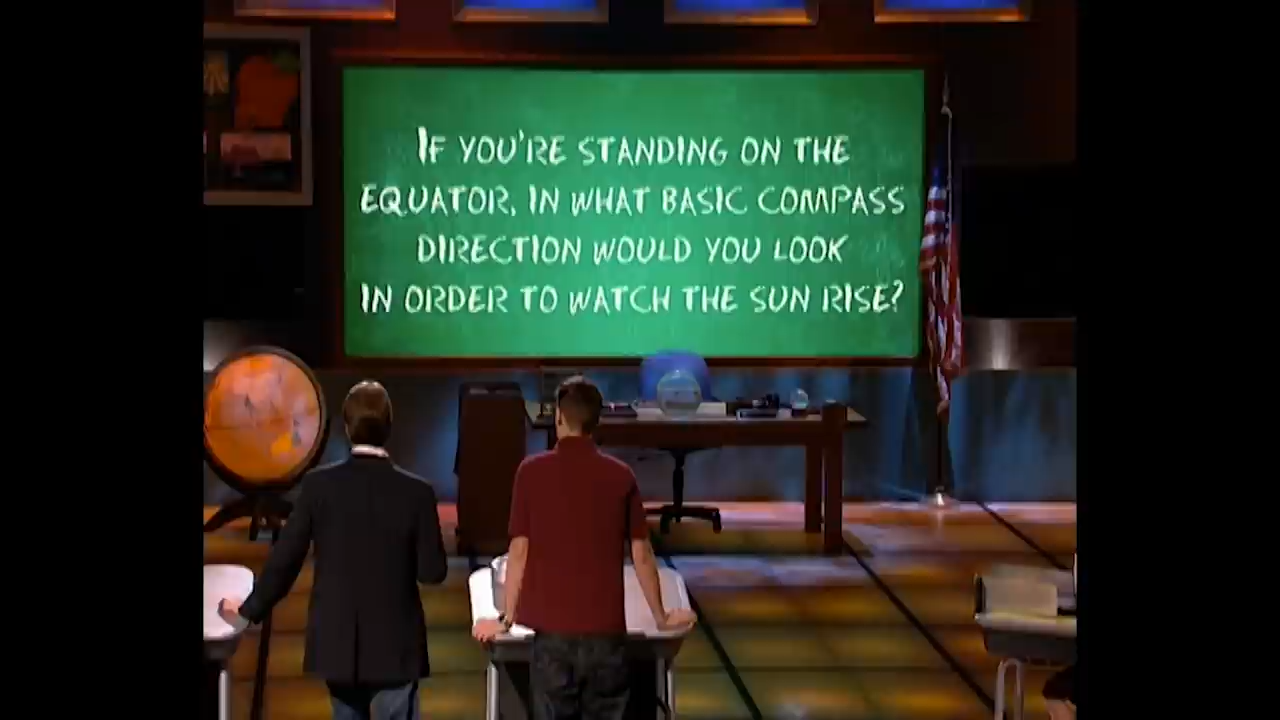 IF YOU'RE STANDING ON THE
EQUATOR, IN WHAT BASIC COMPASS
DIRECTION WOULD YOU LOOK
IN ORDER TO WATCH THE SUN RISE?